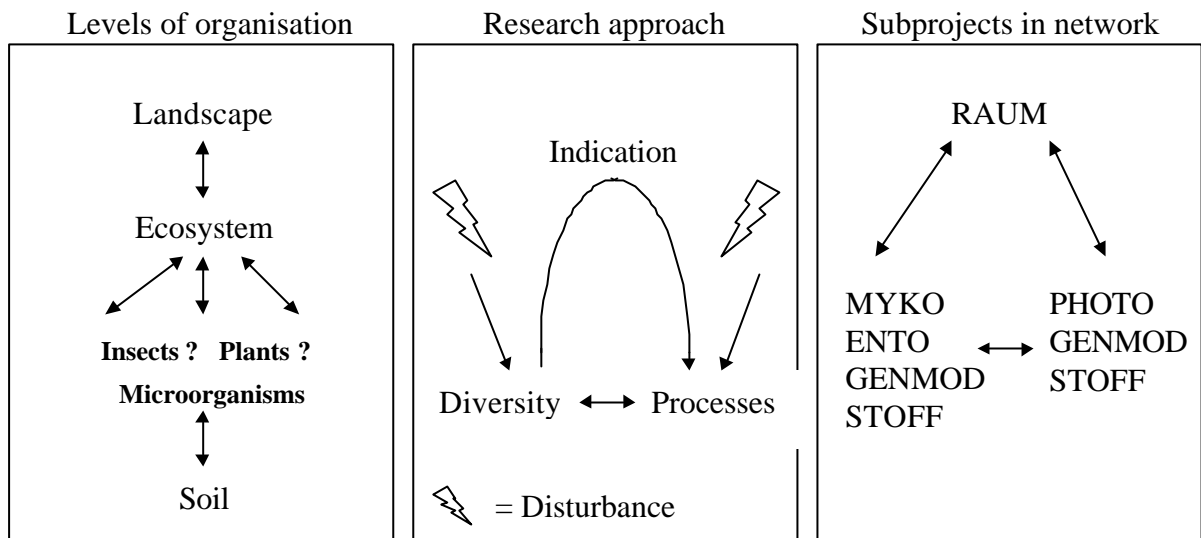 Levels of organisation
Landscape
Ecosystem
Insects ? Plants ?
Microorganisms
Soil
Research approach
Indication
Diversity
Processes
= Disturbance
Subprojects in network
RAUM
MYKO
ENTO
GENMOD
STOFF
PHOTO
GENMOD
STOFF